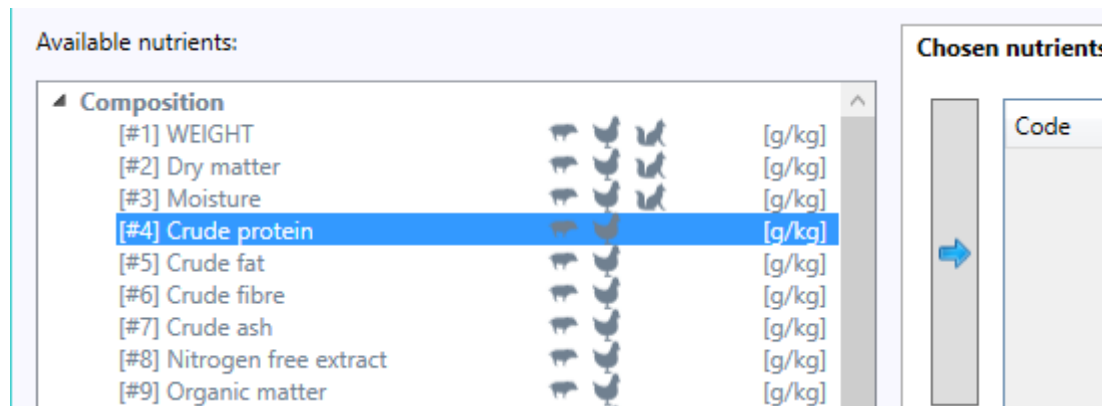 Available nutrients:
Composition
[#1] WEIGHT [g/kg]
[#2] Dry matter [g/kg]
[#3] Moisture [g/kg]
[#4] Crude protein [g/kg]
[#5] Crude fat [g/kg]
[#6] Crude fibre [g/kg]
[#7] Crude ash [g/kg]
[#8] Nitrogen free extract [g/kg]
[#9] Organic matter [g/kg]
Chosen nutrients
Code